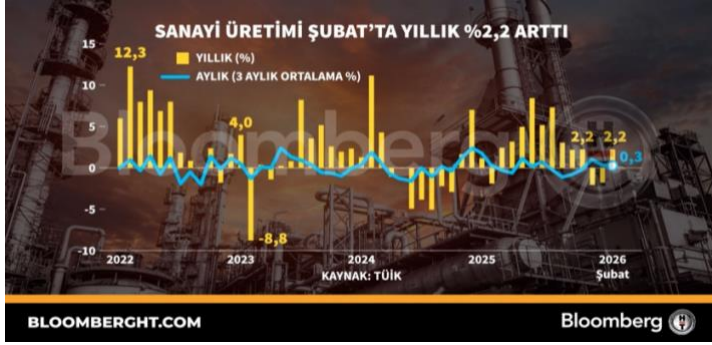 SANAYİ ÜRETİMİ ŞUBAT’TA YILLIK %2,2 ARTTI
15
12,3
YILLIK (%)
AYLIK (3 AYLIK ORTALAMA %)
10
5
4,0
2,2
2,2
BloombergHT
0,3
0
-5
-8,8
-10
2022
2023
2024
2025
2026
Şubat
KAYNAK: TÜİK
BLOOMBERGHT.COM
Bloomberg HT